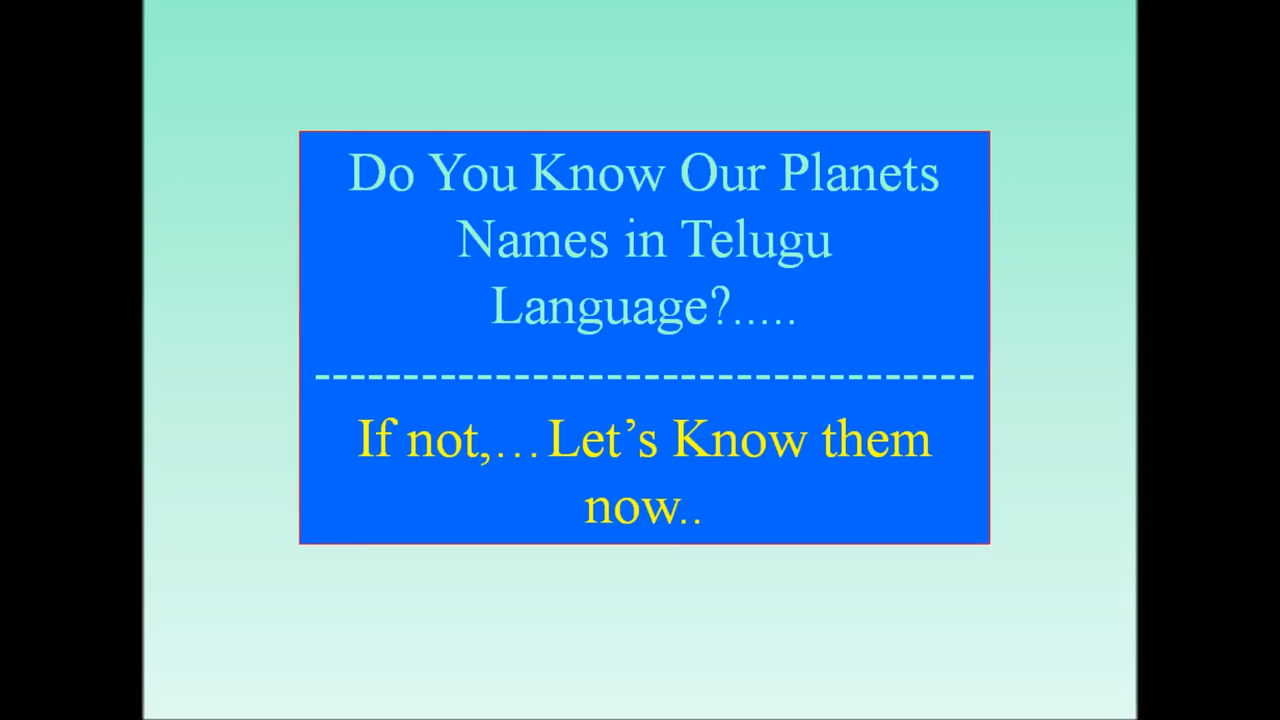 Do You Know Our Planets
Names in Telugu
Language?.....
-----------------------------------
If not,…Let’s Know them
now..